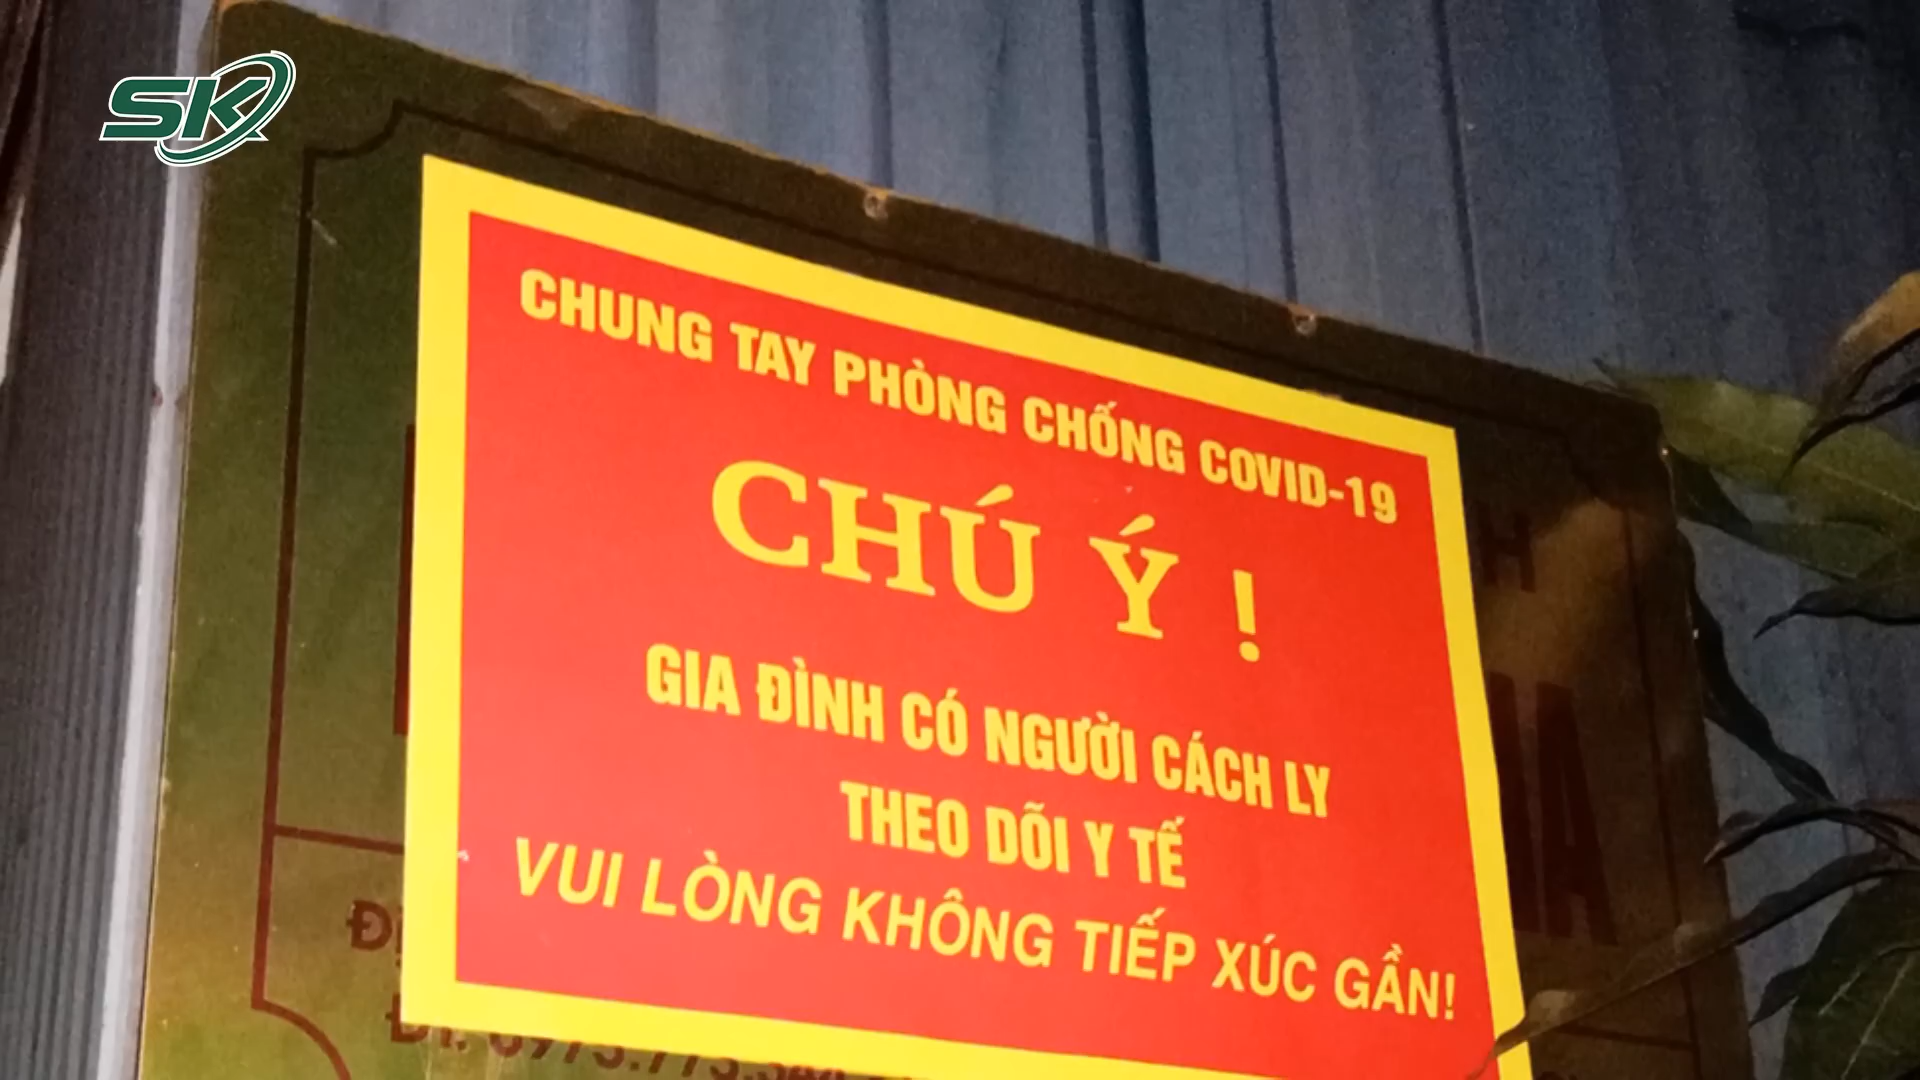 SK
CHUNG TAY PHÒNG CHỐNG COVID-19
CHÚ Ý !
GIA ĐÌNH CÓ NGƯỜI CÁCH LY
THEO DÕI Y TẾ
VUI LÒNG KHÔNG TIẾP XÚC GẦN!